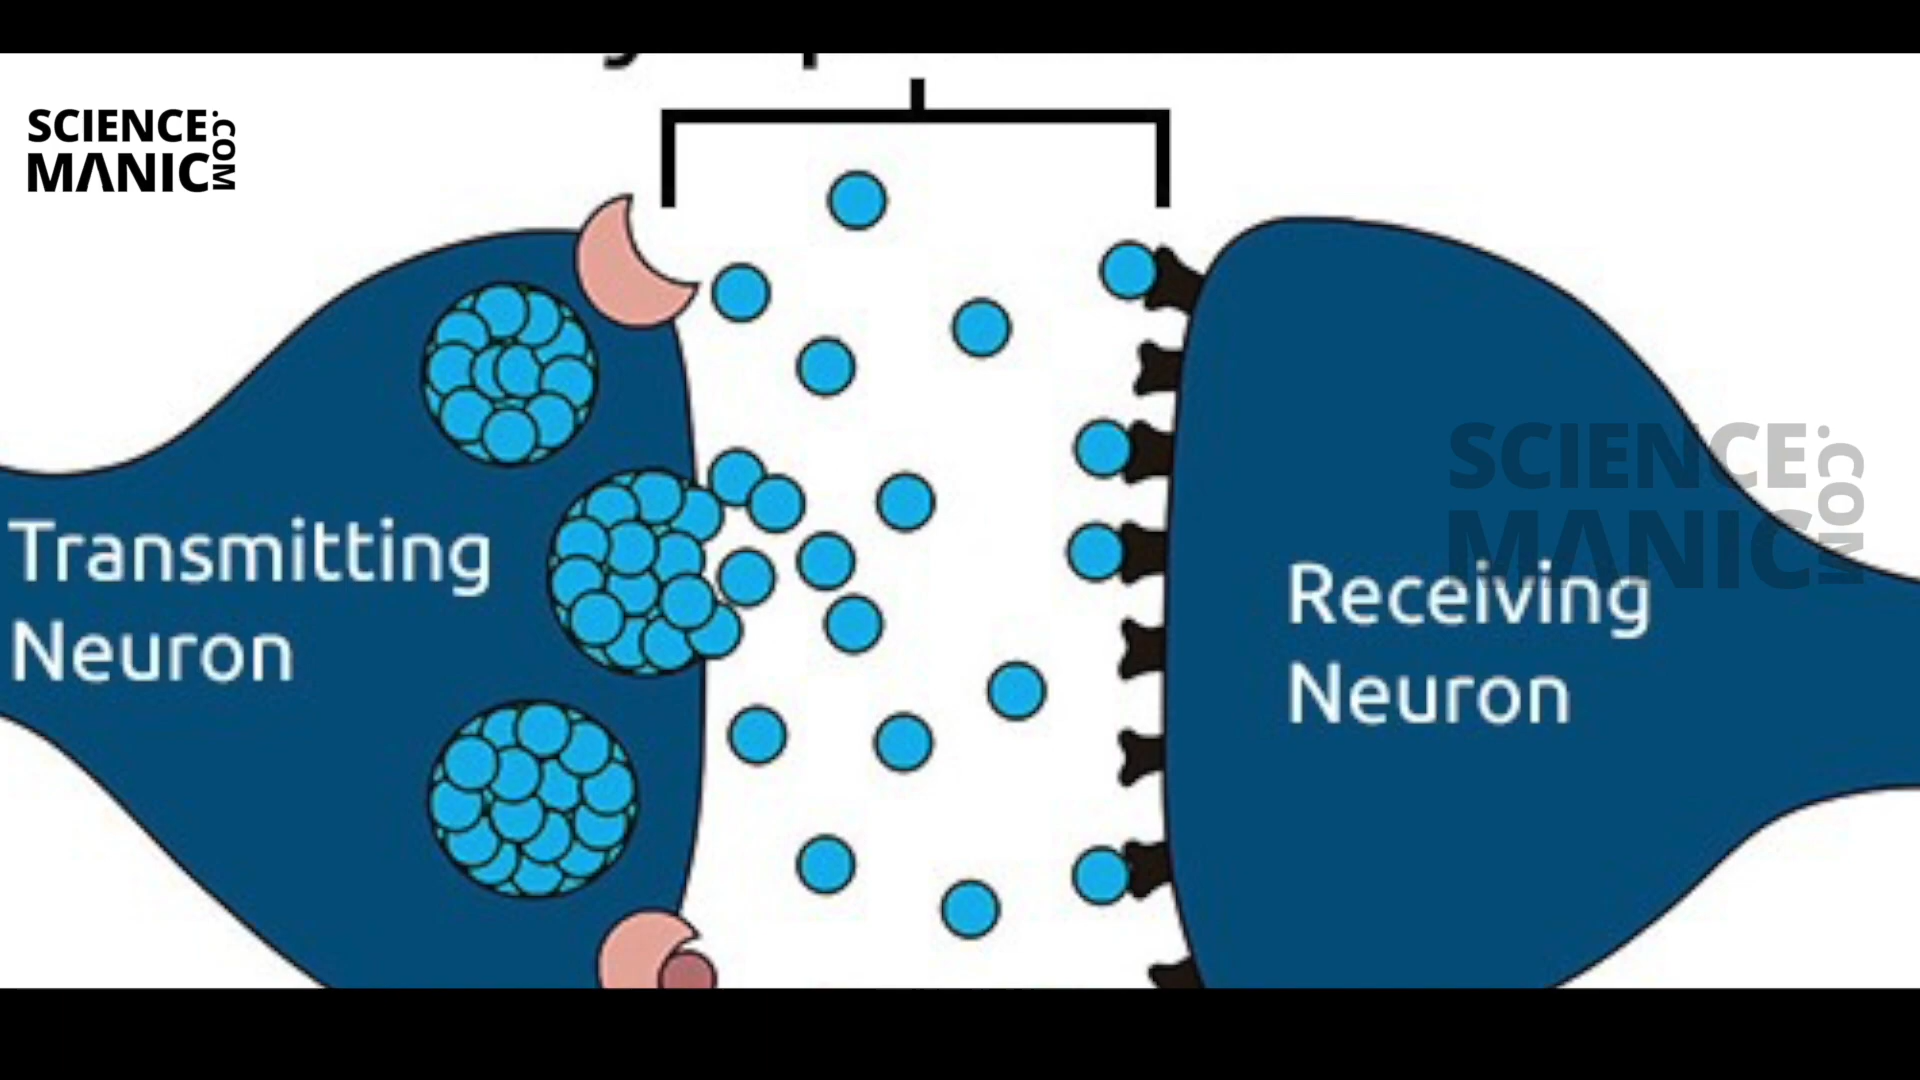 SCIENCE
MANIC
.COM
Transmitting
Neuron
SCIENCE
MANIC
.COM
Receiving
Neuron